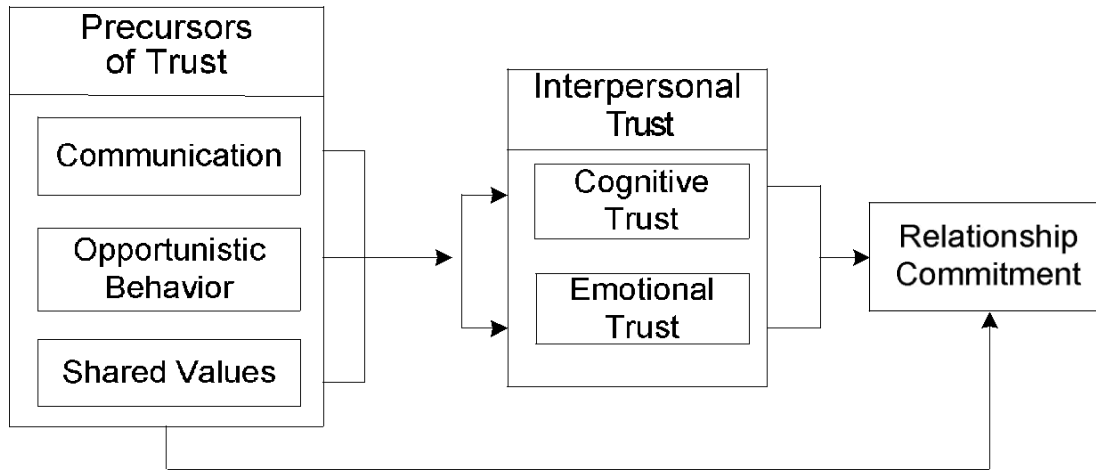 Precursors
of Trust
Communication
Opportunistic
Behavior
Shared Values
Interpersonal
Trust
Cognitive
Trust
Emotional
Trust
Relationship
Commitment